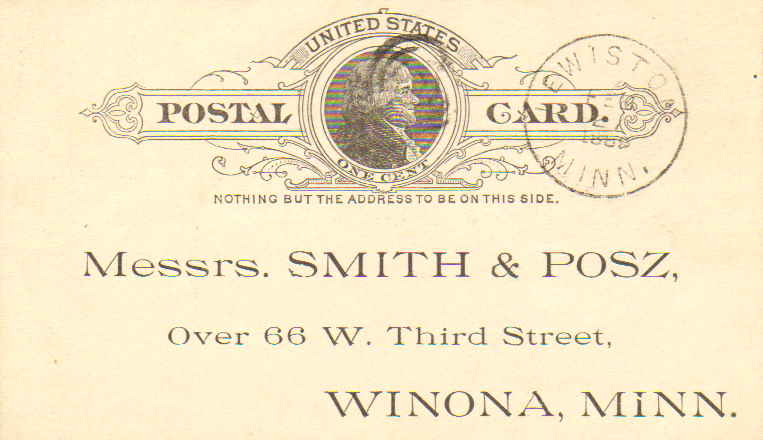 UNITED STATES
POSTAL CARD.
ONE CENT
NOTHING BUT THE ADDRESS TO BE ON THIS SIDE.
LEWISTON
MINN.
Messrs. SMITH & POSZ,
Over 66 W. Third Street,
WINONA, MINN.